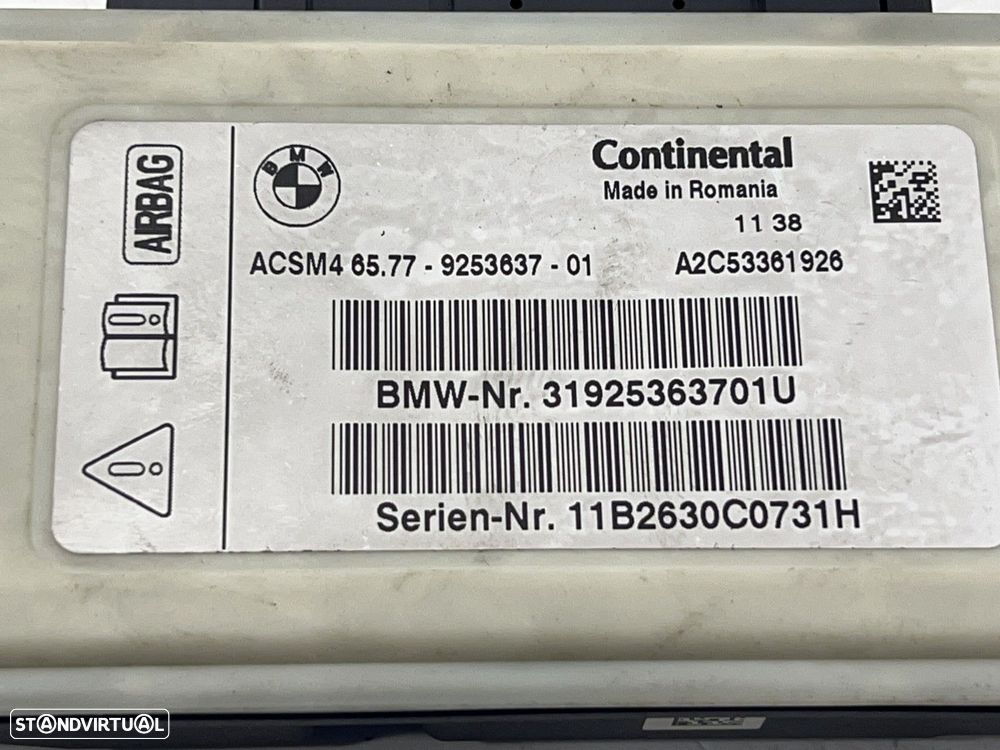 AIRBAG
BMW
Continental
Made in Romania
11 38
ACSM4 65.77 - 9253637 - 01 A2C53361926
BMW-Nr. 31925363701U
Serien-Nr. 11B2630C0731H
STANDVIRTUAL